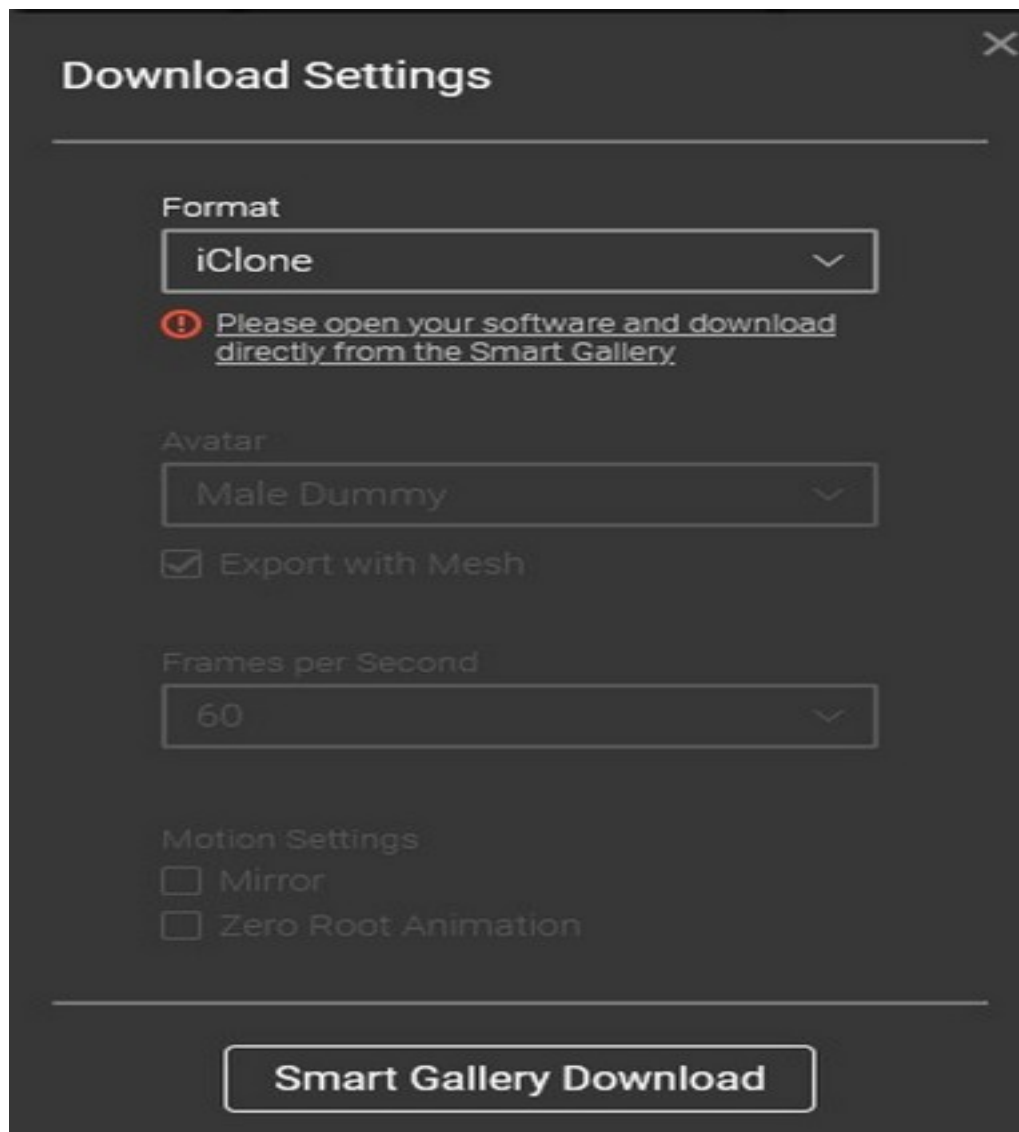 Download Settings
Format
iClone
Please open your software and download
directly from the Smart Gallery
Avatar
Male Dummy
Export with Mesh
Frames per Second
60
Motion Settings
Mirror
Zero Root Animation
Smart Gallery Download